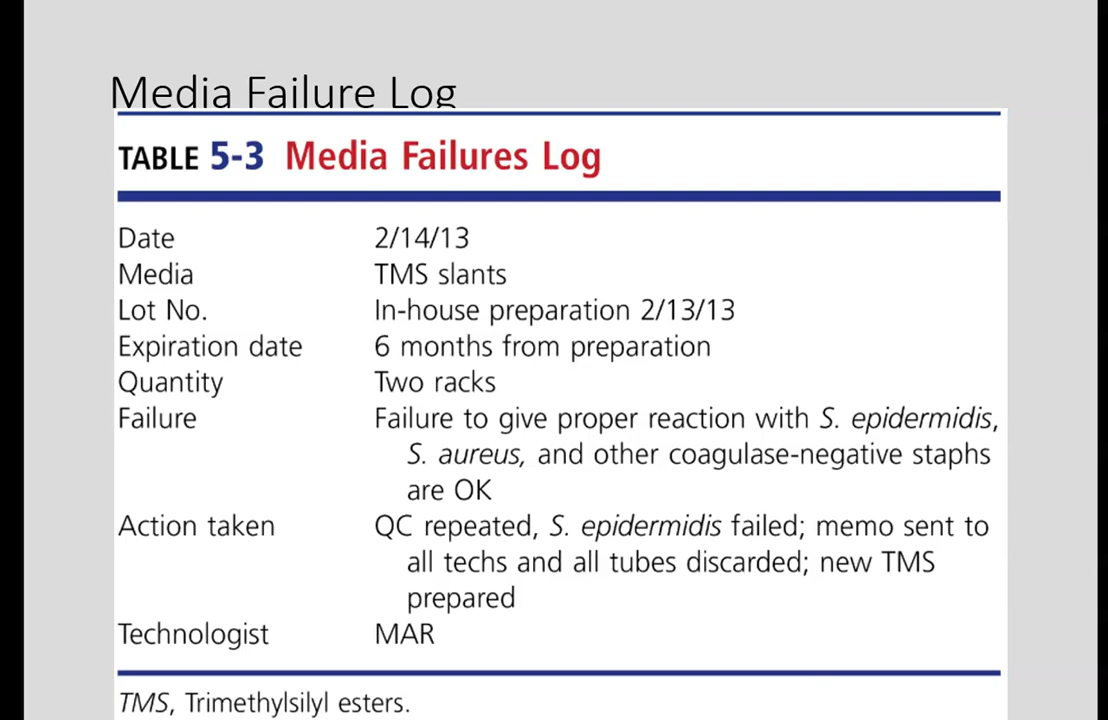 Media Failure Log
TABLE 5-3 Media Failures Log
Date 2/14/13
Media TMS slants
Lot No. In-house preparation 2/13/13
Expiration date 6 months from preparation
Quantity Two racks
Failure Failure to give proper reaction with S. epidermidis,
S. aureus, and other coagulase-negative staphs
are OK
Action taken QC repeated, S. epidermidis failed; memo sent to
all techs and all tubes discarded; new TMS
prepared
Technologist MAR
TMS, Trimethylsilyl esters.